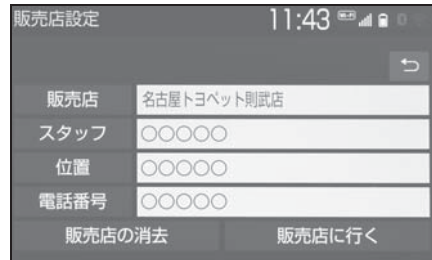 販売店設定 11:43 Wi-Fi
販売店 名古屋トヨペット則武店
スタッフ ○○○○○
位置 ○○○○○
電話番号 ○○○○○
販売店の消去 販売店に行く